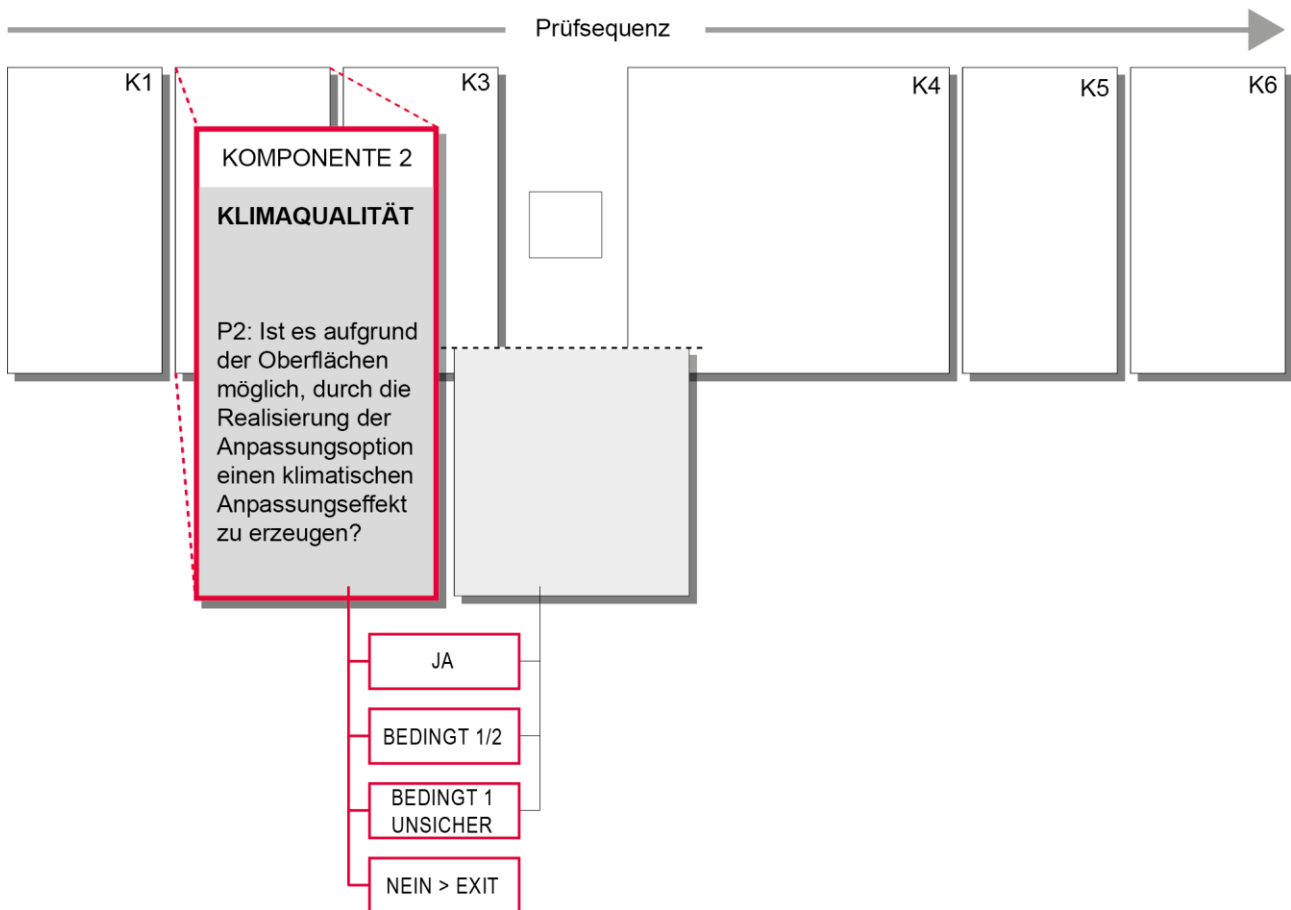 Prüfsequenz
K1
K3
K4
K5
K6
KOMPONENTE 2
KLIMAQUALITÄT
P2: Ist es aufgrund
der Oberflächen
möglich, durch die
Realisierung der
Anpassungsoption
einen klimatischen
Anpassungseffekt
zu erzeugen?
JA
BEDINGT 1/2
BEDINGT 1
UNSICHER
NEIN > EXIT